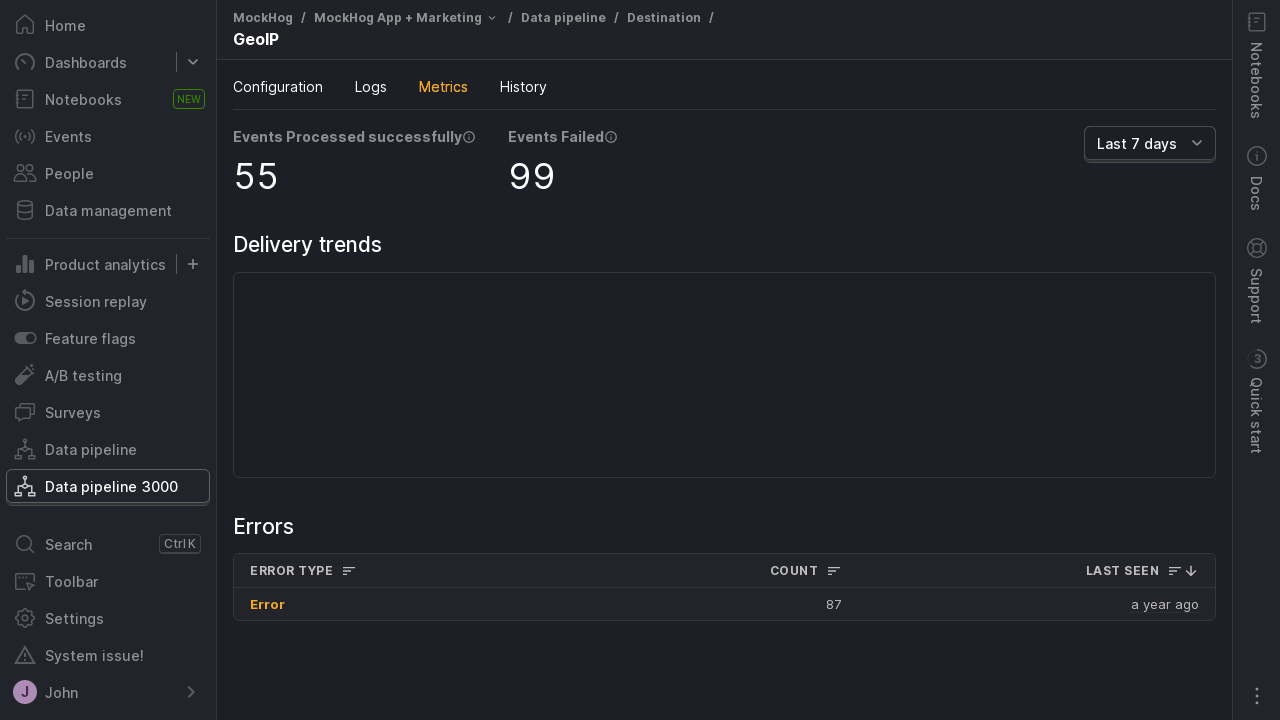 Home
Dashboards
Notebooks
NEW
Events
People
Data management
Product analytics
Session replay
Feature flags
A/B testing
Surveys
Data pipeline
Data pipeline 3000
Search
Ctrl K
Toolbar
Settings
System issue!
J
John
MockHog / MockHog App + Marketing / Data pipeline / Destination /
GeoIP
Configuration Logs Metrics History
Events Processed successfully
55
Events Failed
99
Last 7 days
Delivery trends
Errors
ERROR TYPE COUNT LAST SEEN
Error 87 a year ago
Notebooks
Docs
Support
3
Quick start